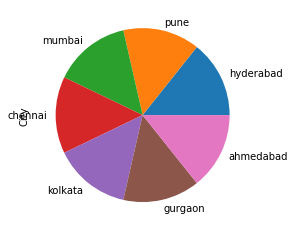 pune
mumbai
hyderabad
chennai
City
kolkata
ahmedabad
gurgaon